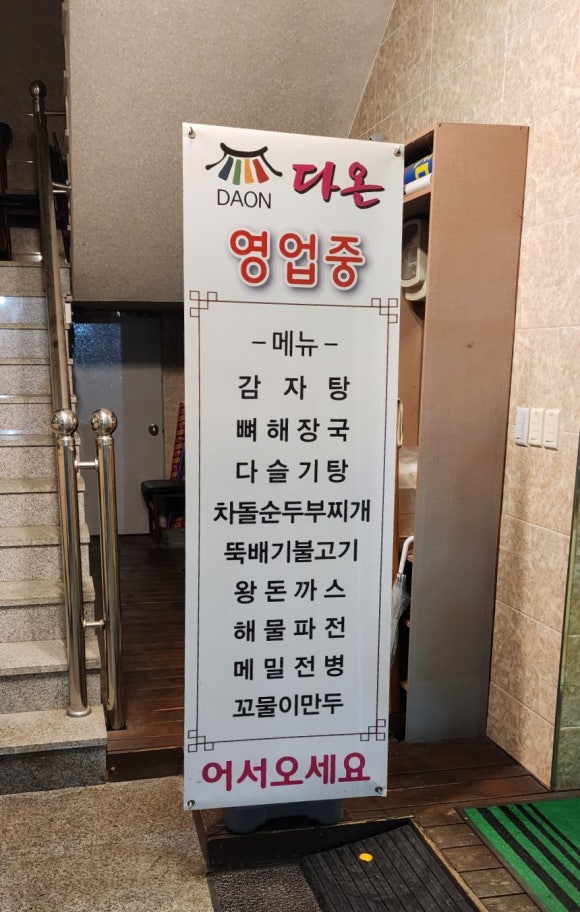 DAON 다온
영업중
– 메뉴 –
감 자 탕
뼈 해 장 국
다 슬 기 탕
차돌순두부찌개
뚝배기불고기
왕 돈 까 스
해 물 파 전
메 밀 전 병
꼬물이만두
어서오세요